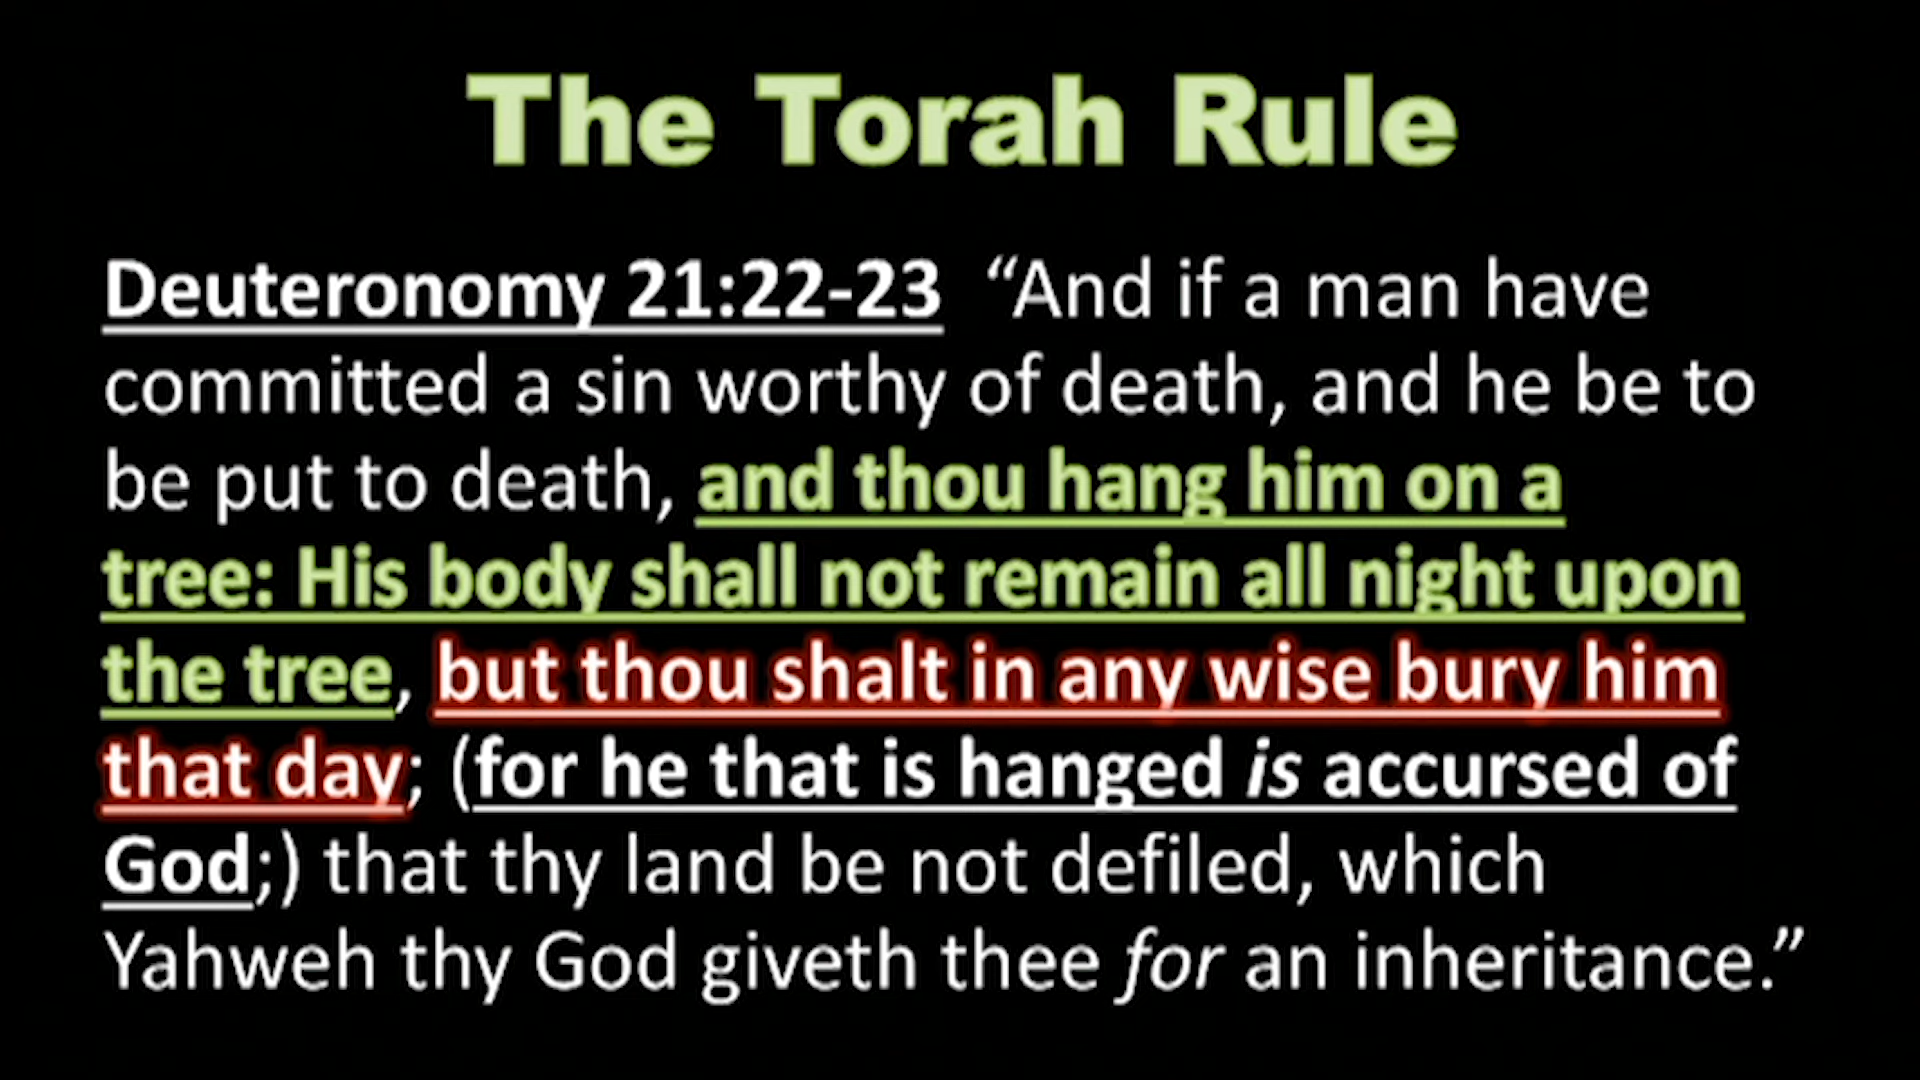 The Torah Rule
Deuteronomy 21:22-23 “And if a man have
committed a sin worthy of death, and he be to
be put to death, and thou hang him on a
tree: His body shall not remain all night upon
the tree, but thou shalt in any wise bury him
that day; (for he that is hanged is accursed of
God;) that thy land be not defiled, which
Yahweh thy God giveth thee for an inheritance.”